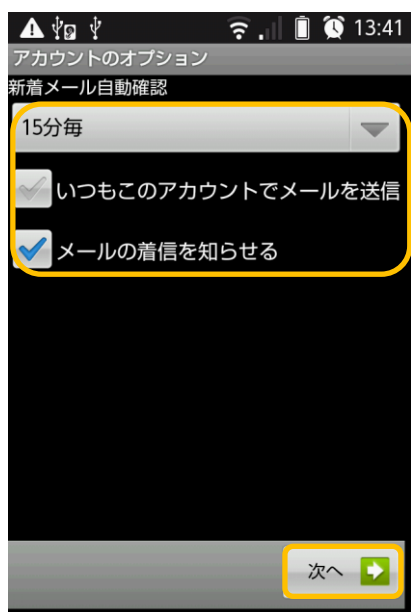 13:41
アカウントのオプション
新着メール自動確認
15分毎
いつもこのアカウントでメールを送信
メールの着信を知らせる
次へ